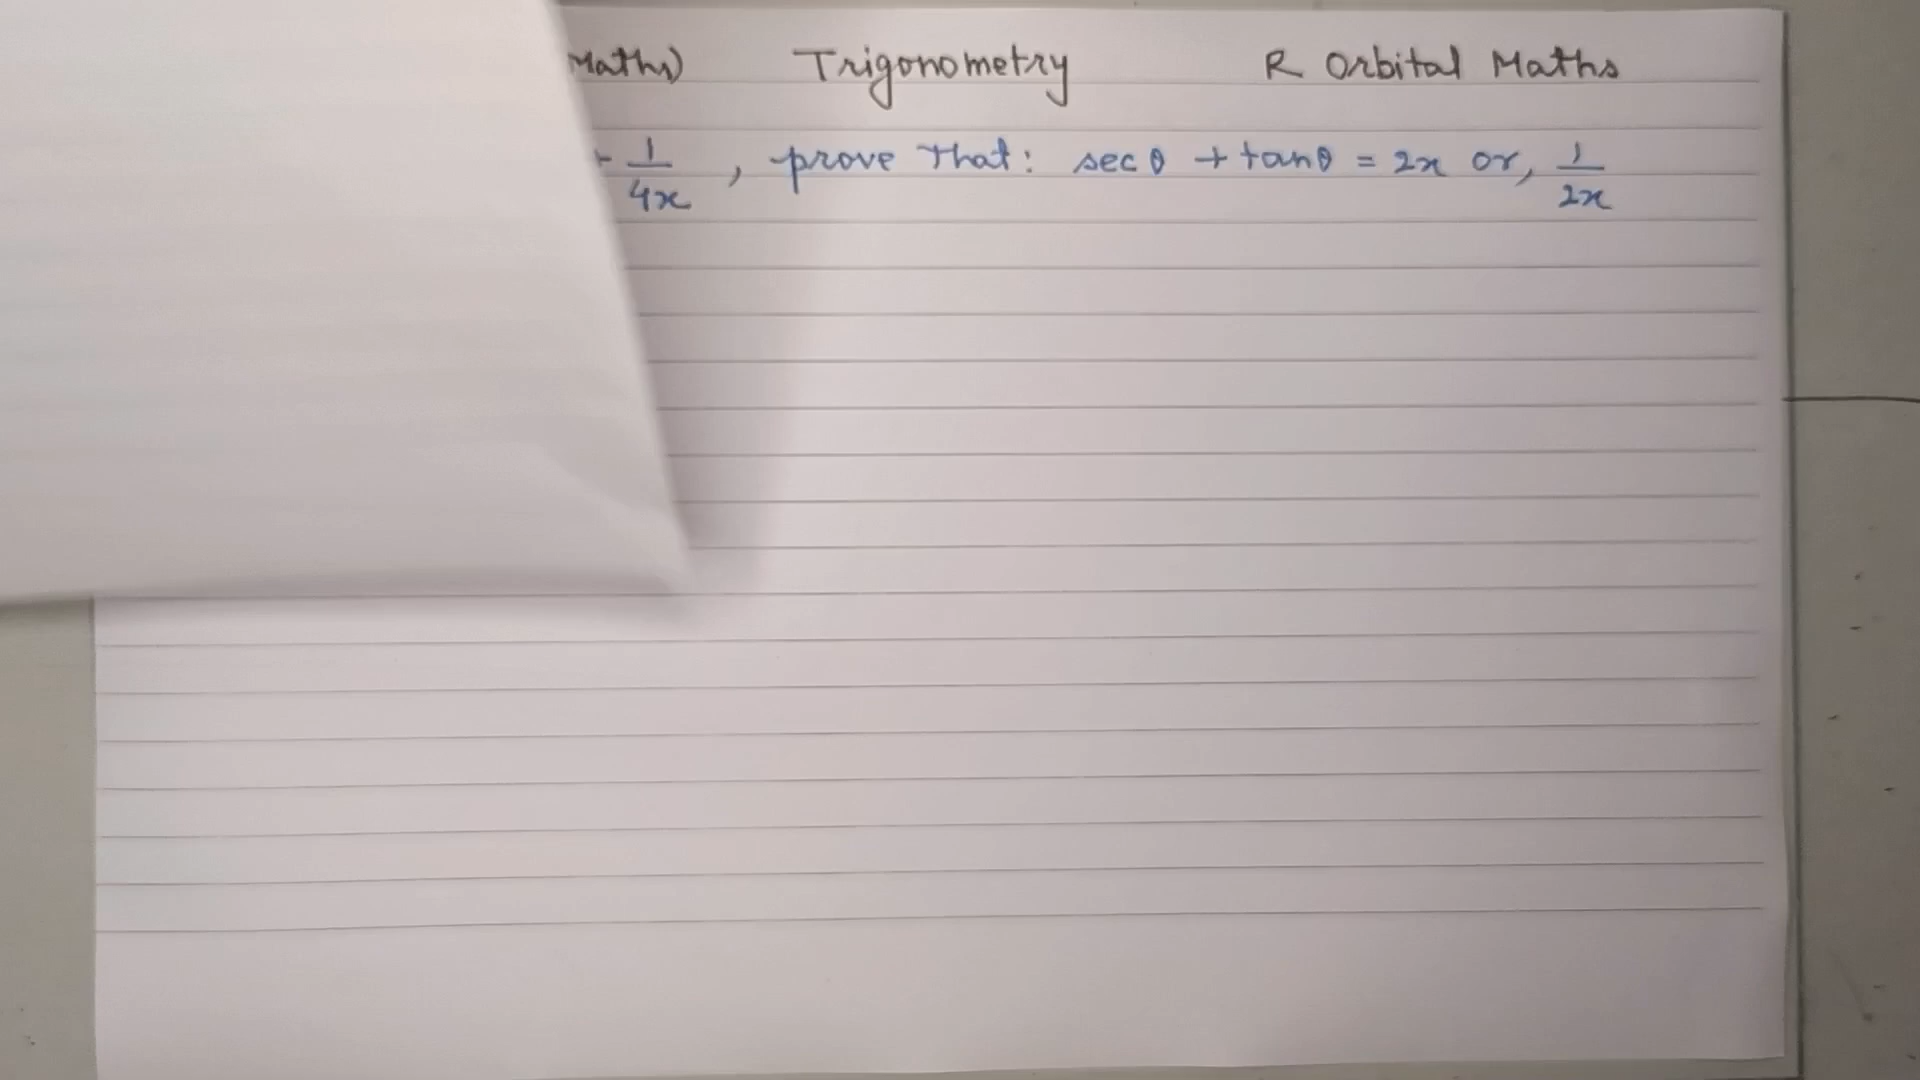 Maths) Trigonometry R Orbital Maths
+ 1/4x , prove that: sec θ + tan θ = 2x or, 1/2x